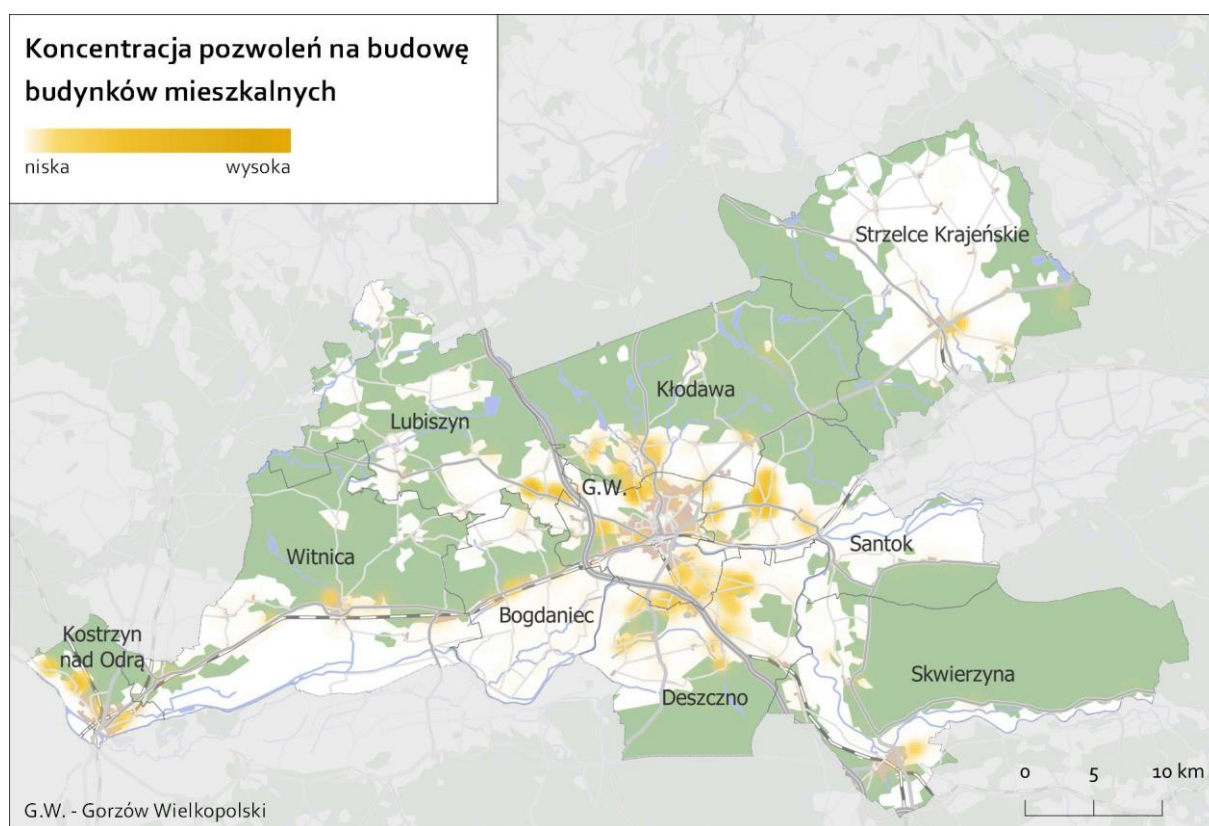 Koncentracja pozwoleń na budowę
budynków mieszkalnych
niska wysoka
Strzelce Krajeńskie
Kłodawa
Lubiszyn
G.W.
Santok
Witnica
Bogdaniec
Kostrzyn
nad Odrą
Skwierzyna
Deszczno
0 5 10 km
G.W. - Gorzów Wielkopolski